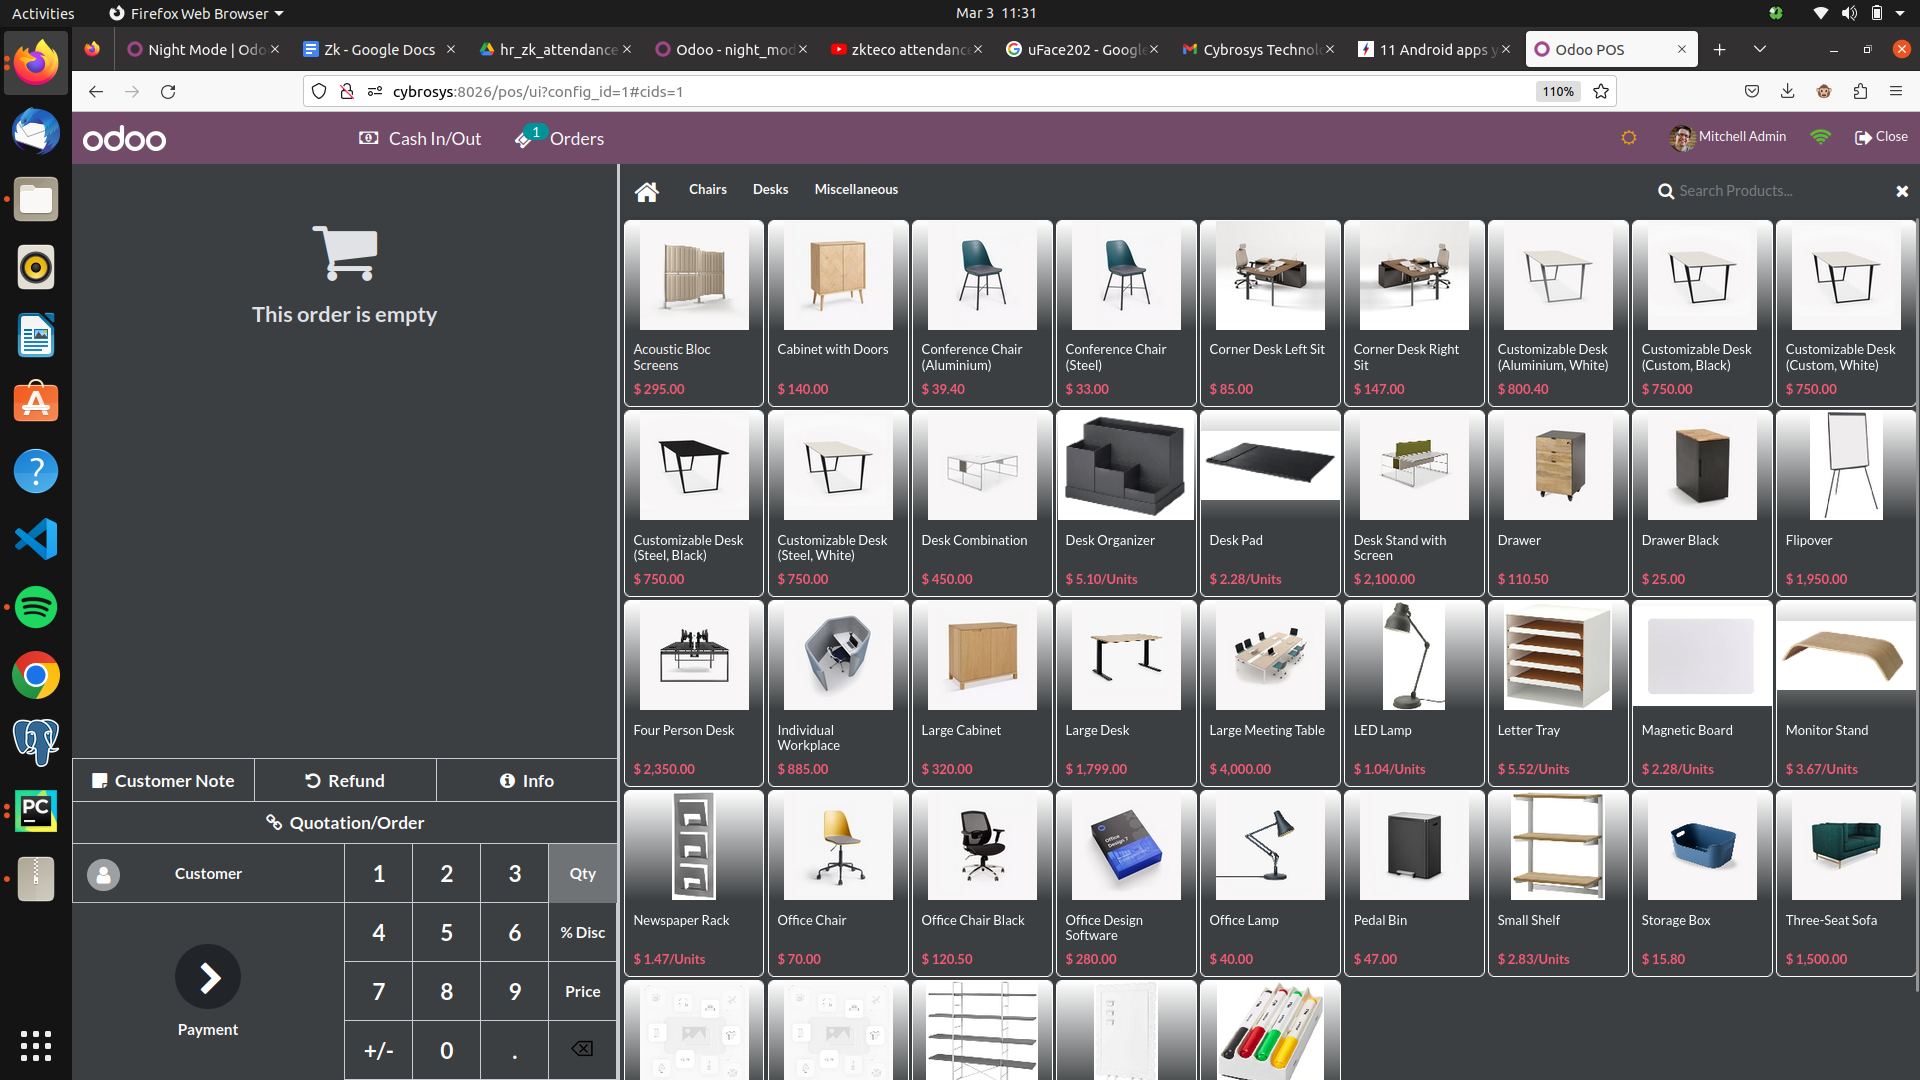 Activities
Firefox Web Browser
Mar 3 11:31
Night Mode | Odo
Zk - Google Docs
hr_zk_attendance
Odoo - night_mod
zkteco attendanc
uFace202 - Google
Cybrosys Technol
11 Android apps y
Odoo POS
cybrosys:8026/pos/ui?config_id=1#cids=1
110%
odoo
Cash In/Out
1
Orders
Mitchell Admin
Close
Chairs
Desks
Miscellaneous
Search Products...
This order is empty
Acoustic Bloc
Screens
$ 295.00
Cabinet with Doors
$ 140.00
Conference Chair
(Aluminium)
$ 39.40
Conference Chair
(Steel)
$ 33.00
Corner Desk Left Sit
$ 85.00
Corner Desk Right
Sit
$ 147.00
Customizable Desk
(Aluminium, White)
$ 800.40
Customizable Desk
(Custom, Black)
$ 750.00
Customizable Desk
(Custom, White)
$ 750.00
Customizable Desk
(Steel, Black)
$ 750.00
Customizable Desk
(Steel, White)
$ 750.00
Desk Combination
$ 450.00
Desk Organizer
$ 5.10/Units
Desk Pad
$ 2.28/Units
Desk Stand with
Screen
$ 2,100.00
Drawer
$ 110.50
Drawer Black
$ 25.00
Flipover
$ 1,950.00
Four Person Desk
$ 2,350.00
Individual
Workplace
$ 885.00
Large Cabinet
$ 320.00
Large Desk
$ 1,799.00
Large Meeting Table
$ 4,000.00
LED Lamp
$ 1.04/Units
Letter Tray
$ 5.52/Units
Magnetic Board
$ 2.28/Units
Monitor Stand
$ 3.67/Units
Newspaper Rack
$ 1.47/Units
Office Chair
$ 70.00
Office Chair Black
$ 120.50
Office
Design 7
Office Design
Software
$ 280.00
Office Lamp
$ 40.00
Pedal Bin
$ 47.00
Small Shelf
$ 2.83/Units
Storage Box
$ 15.80
Three-Seat Sofa
$ 1,500.00
Customer Note
Refund
Info
Quotation/Order
Customer
1
2
3
Qty
4
5
6
% Disc
7
8
9
Price
+/-
0
.
Payment
PC